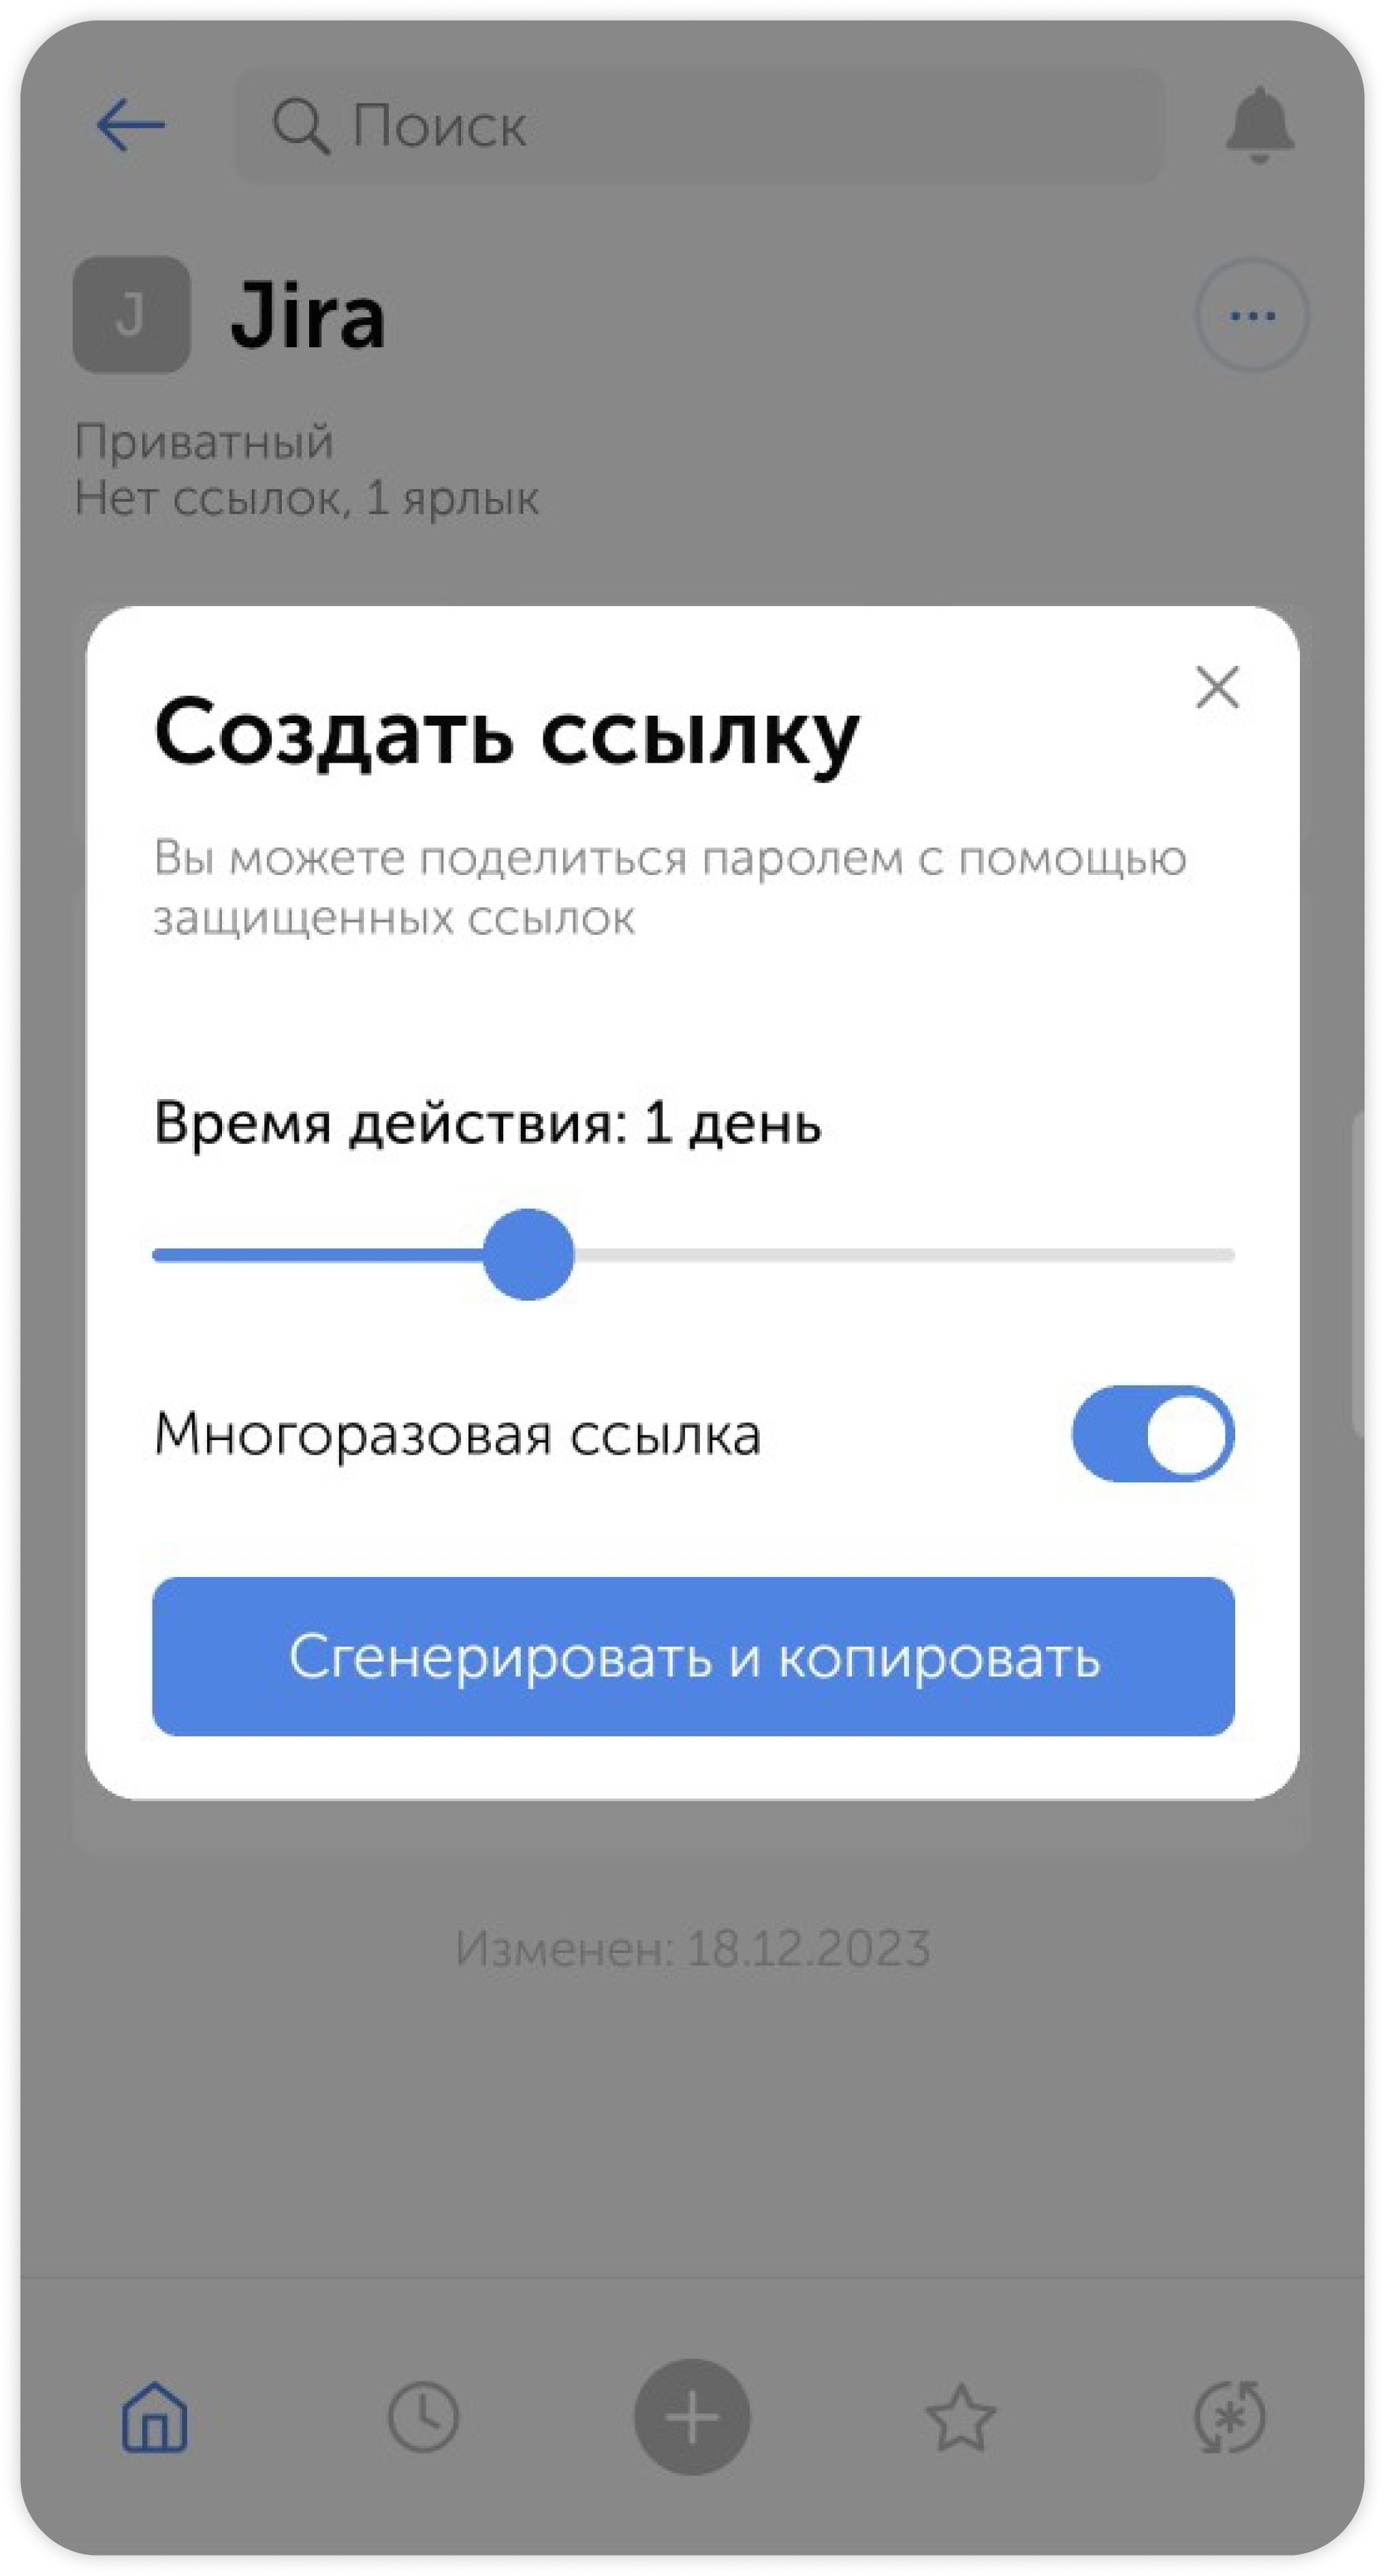 Поиск
J
Jira
...
Приватный
Нет ссылок, 1 ярлык
Создать ссылку
Вы можете поделиться паролем с помощью
защищенных ссылок
Время действия: 1 день
Многоразовая ссылка
Сгенерировать и копировать
Изменен: 18.12.2023